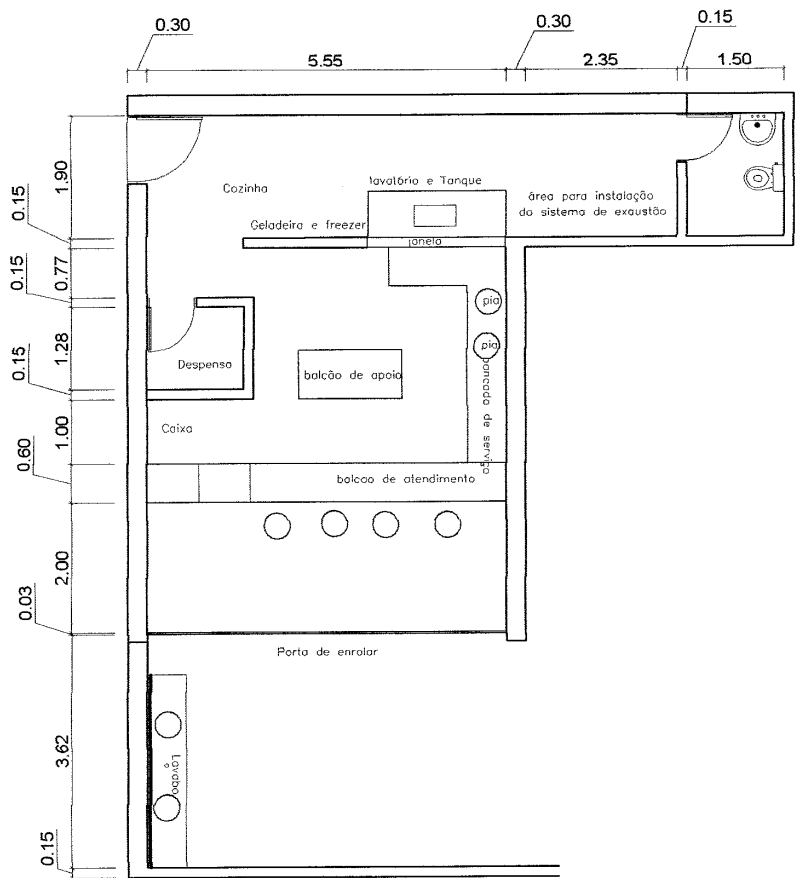 0.30
0.30
0.15
5.55
2.35
1.50
1.90
0.15
0.77
0.15
1.28
0.15
1.00
0.60
2.00
0.03
3.62
0.15
Cozinha
lavatório e Tanque
área para instalação
do sistema de exaustão
Geladeira e freezer
janela
pia
pia
Despensa
balcão de apoio
bancada de serviço
Caixa
balcao de atendimento
Porta de enrolar
Lavabo